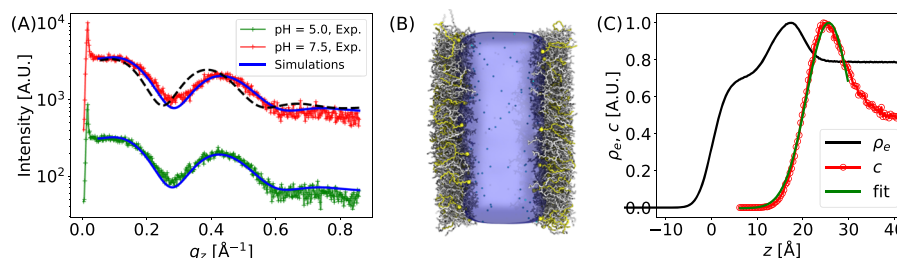 (A)
10⁴
10³
10²
Intensity [A.U.]
pH = 5.0, Exp.
pH = 7.5, Exp.
Simulations
0.0 0.2 0.4 0.6 0.8
q_z [Å⁻¹]
(B)
(C)
1.0
0.8
0.6
0.4
0.2
0.0
ρ_e, c [A.U.]
ρ_e
c
fit
−10 0 10 20 30 40
z [Å]